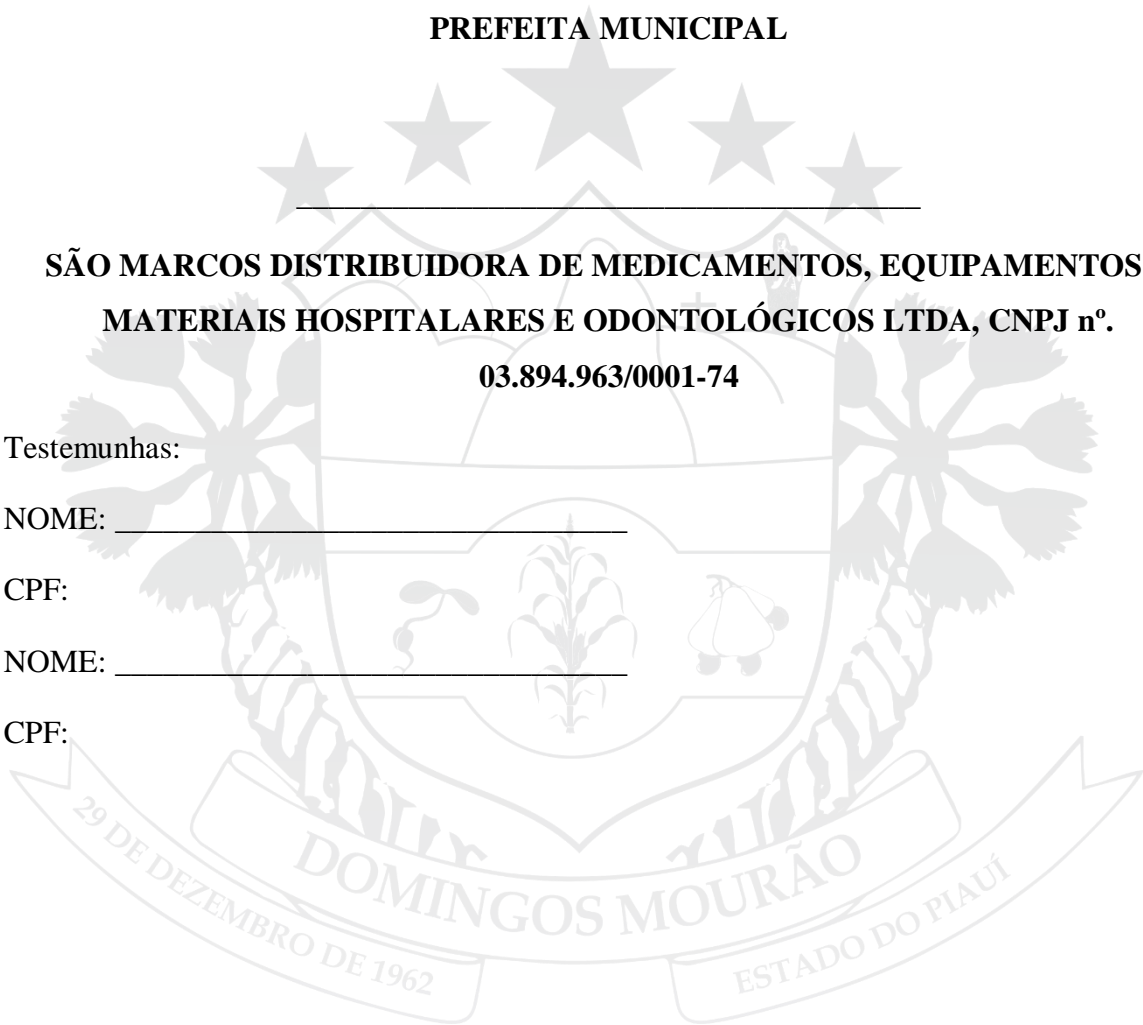 PREFEITA MUNICIPAL
_______________________________________
SÃO MARCOS DISTRIBUIDORA DE MEDICAMENTOS, EQUIPAMENTOS
MATERIAIS HOSPITALARES E ODONTOLÓGICOS LTDA, CNPJ nº.
03.894.963/0001-74
Testemunhas:
NOME: ________________________________
CPF:
NOME: ________________________________
CPF:
29 DE DEZEMBRO DE 1962
DOMINGOS MOURÃO
ESTADO DO PIAUÍ